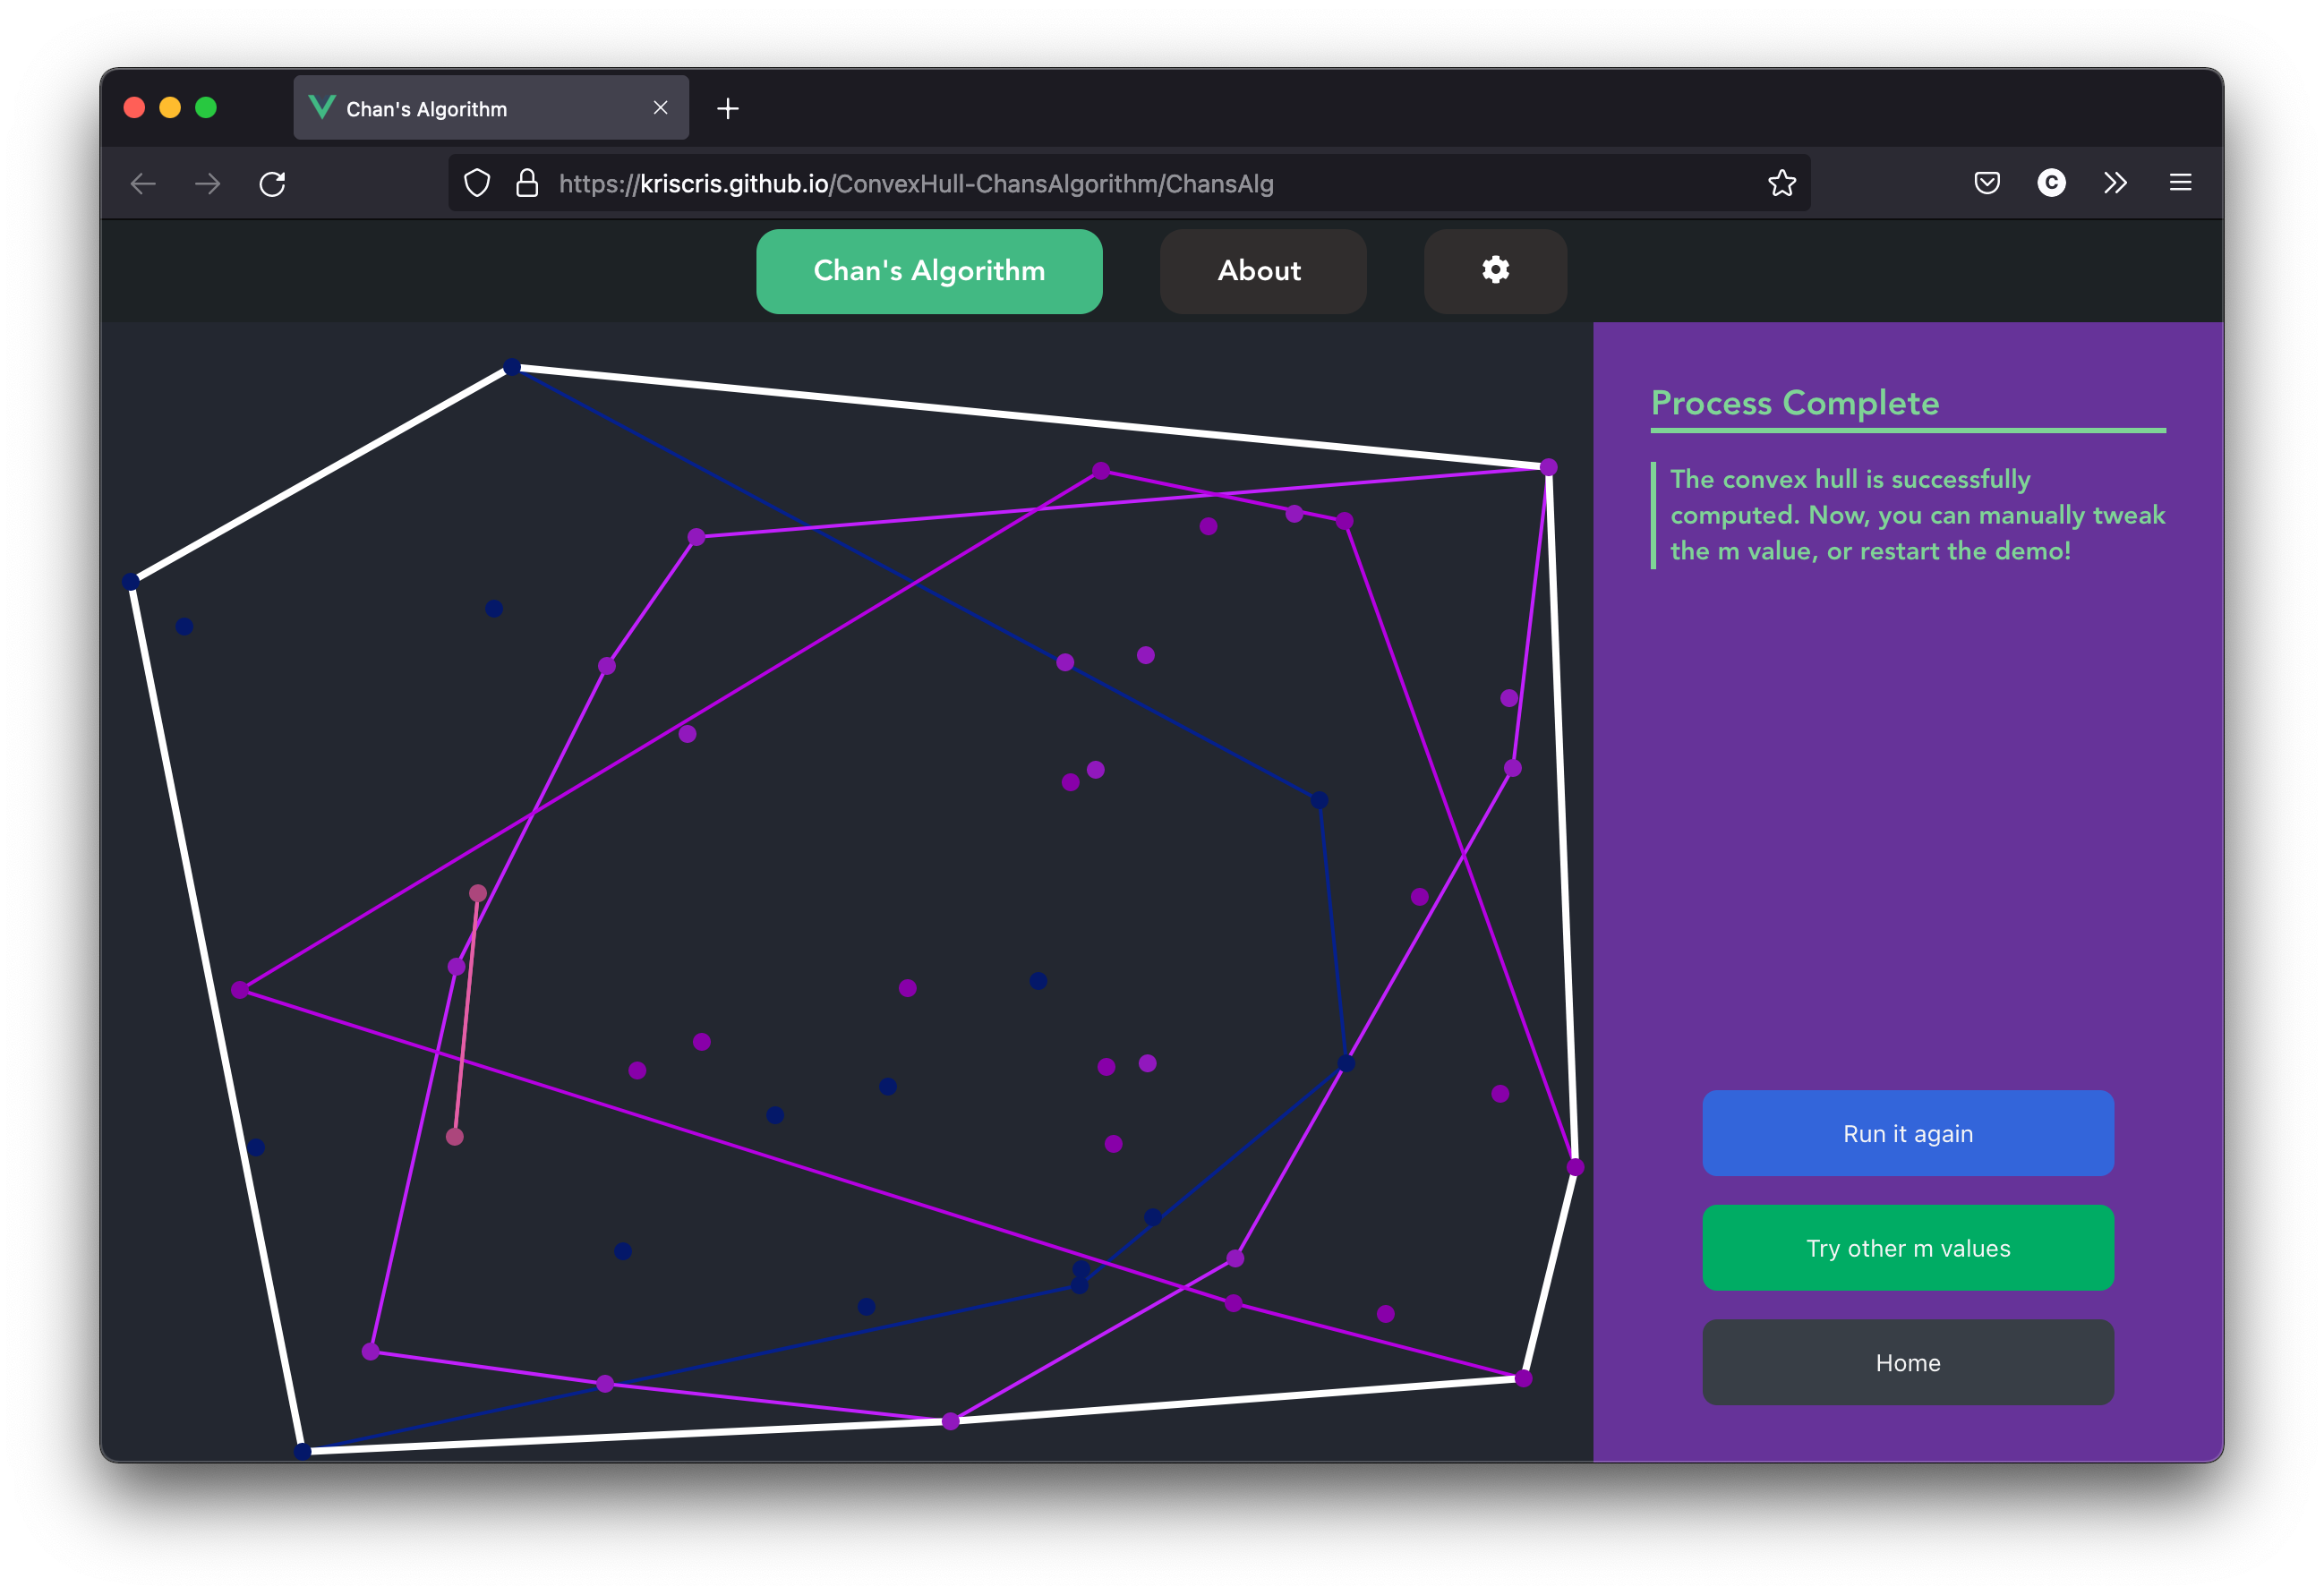 Chan's Algorithm
https://kriscris.github.io/ConvexHull-ChansAlgorithm/ChansAlg
C
Chan's Algorithm
About
Process Complete
The convex hull is successfully
computed. Now, you can manually tweak
the m value, or restart the demo!
Run it again
Try other m values
Home